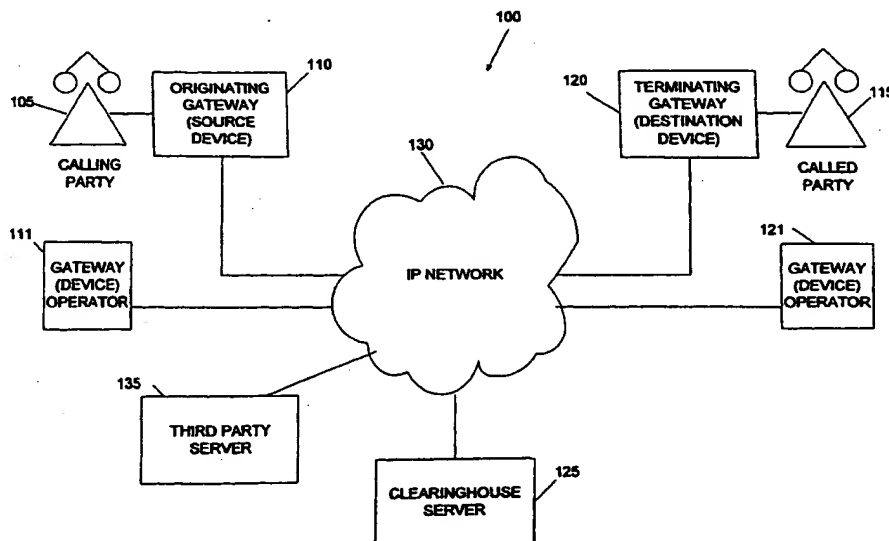 100
105
CALLING
PARTY
110
ORIGINATING
GATEWAY
(SOURCE
DEVICE)
120
TERMINATING
GATEWAY
(DESTINATION
DEVICE)
115
CALLED
PARTY
130
IP NETWORK
111
GATEWAY
(DEVICE)
OPERATOR
121
GATEWAY
(DEVICE)
OPERATOR
135
THIRD PARTY
SERVER
125
CLEARINGHOUSE
SERVER